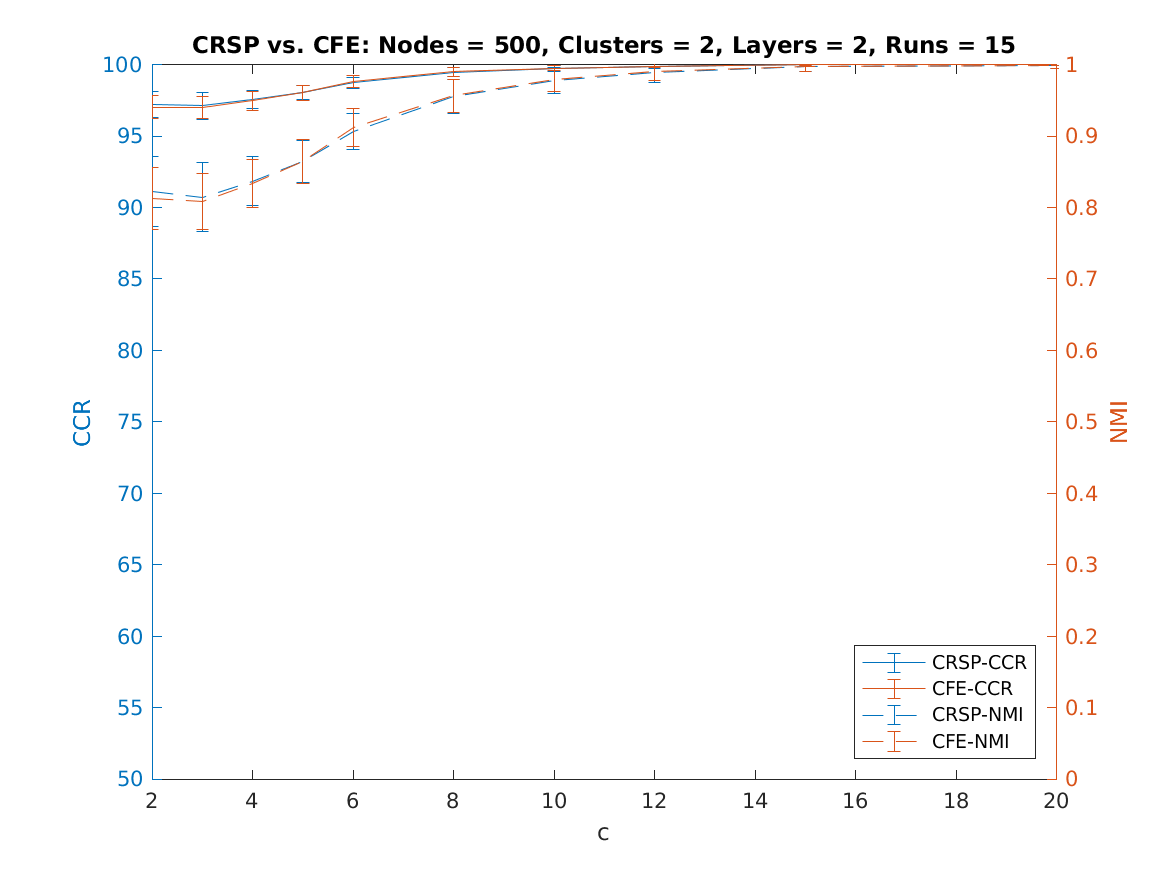 CRSP vs. CFE: Nodes = 500, Clusters = 2, Layers = 2, Runs = 15
100
95
90
85
80
75
70
65
60
55
50
CCR
1
0.9
0.8
0.7
0.6
0.5
0.4
0.3
0.2
0.1
0
NMI
CRSP-CCR
CFE-CCR
CRSP-NMI
CFE-NMI
2 4 6 8 10 12 14 16 18 20
c